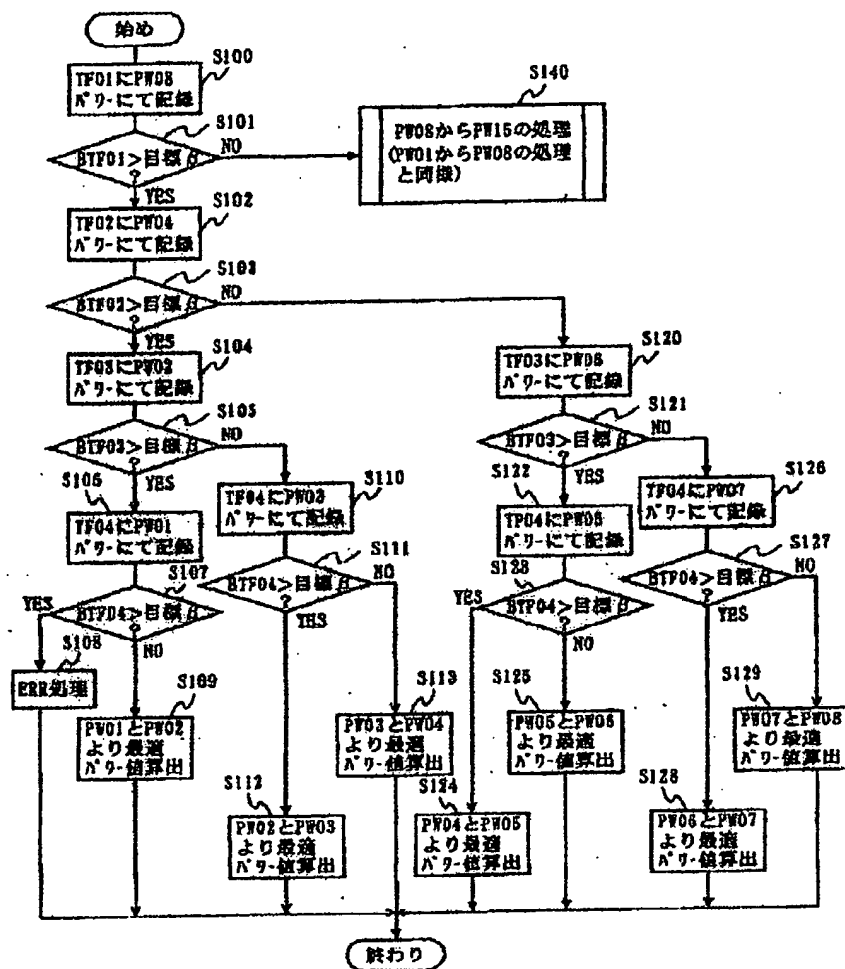 始め
S100
TF01にPW08
パワーにて記録
S101
BTF01>目標β
?
NO
YES
S140
PW08からPW15の処理
(PW01からPW08の処理
と同様)
S102
TF02にPW04
パワーにて記録
S103
BTF02>目標β
?
NO
YES
S104
TF03にPW02
パワーにて記録
S105
BTF03>目標β
?
NO
YES
S106
TF04にPW01
パワーにて記録
S107
BTF04>目標β
?
YES
NO
S108
ERR処理
S109
PW01とPW02
より最適
パワー値算出
S110
TF04にPW03
パワーにて記録
S111
BTF04>目標β
?
NO
YES
S112
PW02とPW03
より最適
パワー値算出
S113
PW03とPW04
より最適
パワー値算出
S120
TF03にPW06
パワーにて記録
S121
BTF03>目標β
?
NO
YES
S122
TF04にPW05
パワーにて記録
S123
BTF04>目標β
?
YES
NO
S124
PW04とPW05
より最適
パワー値算出
S125
PW05とPW06
より最適
パワー値算出
S126
TF04にPW07
パワーにて記録
S127
BTF04>目標β
?
NO
YES
S128
PW06とPW07
より最適
パワー値算出
S129
PW07とPW08
より最適
パワー値算出
終わり